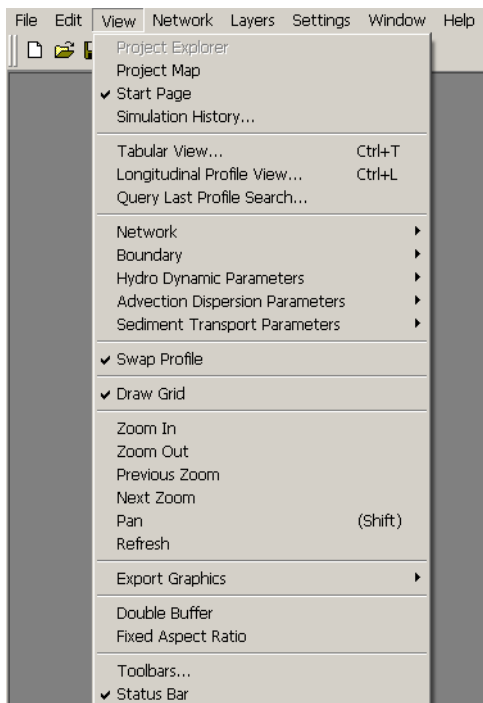 File Edit View Network Layers Settings Window Help
Project Explorer
Project Map
Start Page
Simulation History...
Tabular View... Ctrl+T
Longitudinal Profile View... Ctrl+L
Query Last Profile Search...
Network
Boundary
Hydro Dynamic Parameters
Advection Dispersion Parameters
Sediment Transport Parameters
Swap Profile
Draw Grid
Zoom In
Zoom Out
Previous Zoom
Next Zoom
Pan (Shift)
Refresh
Export Graphics
Double Buffer
Fixed Aspect Ratio
Toolbars...
Status Bar